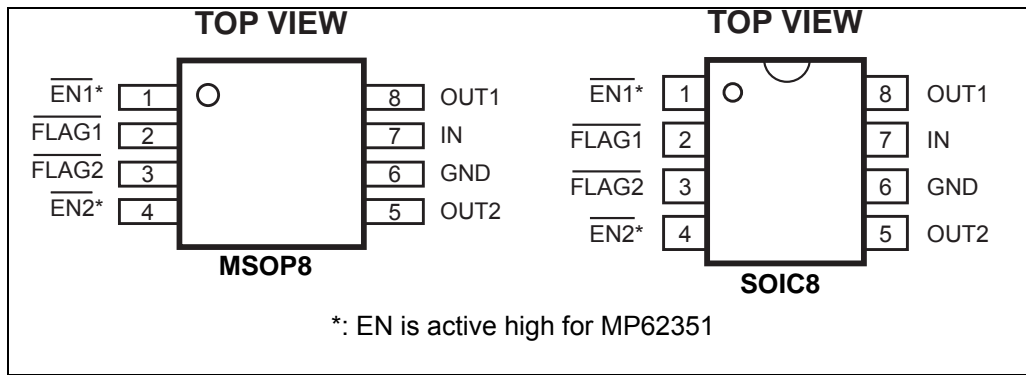 TOP VIEW
EN1* 1 8 OUT1
FLAG1 2 7 IN
FLAG2 3 6 GND
EN2* 4 5 OUT2
MSOP8
TOP VIEW
EN1* 1 8 OUT1
FLAG1 2 7 IN
FLAG2 3 6 GND
EN2* 4 5 OUT2
SOIC8
*: EN is active high for MP62351